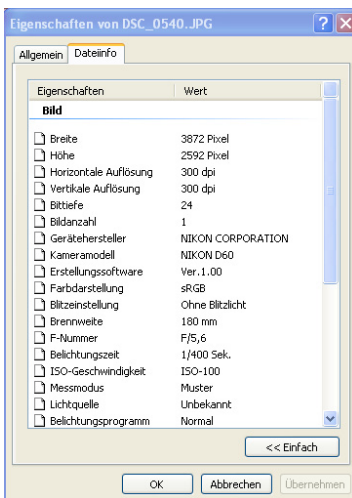 Eigenschaften von DSC_0540.JPG
Allgemein Dateiinfo
Eigenschaften Wert
Bild
Breite 3872 Pixel
Höhe 2592 Pixel
Horizontale Auflösung 300 dpi
Vertikale Auflösung 300 dpi
Bittiefe 24
Bildanzahl 1
Gerätehersteller NIKON CORPORATION
Kameramodell NIKON D60
Erstellungssoftware Ver.1.00
Farbdarstellung sRGB
Blitzeinstellung Ohne Blitzlicht
Brennweite 180 mm
F-Nummer F/5,6
Belichtungszeit 1/400 Sek.
ISO-Geschwindigkeit ISO-100
Messmodus Muster
Lichtquelle Unbekannt
Belichtungsprogramm Normal
<< Einfach
OK Abbrechen Übernehmen